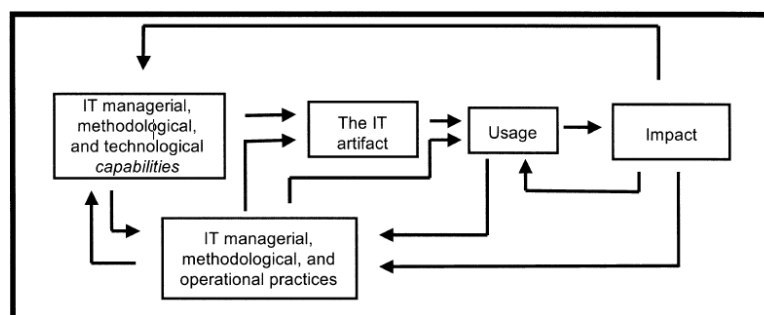 IT managerial,
methodological,
and technological
capabilities
The IT
artifact
Usage
Impact
IT managerial,
methodological, and
operational practices